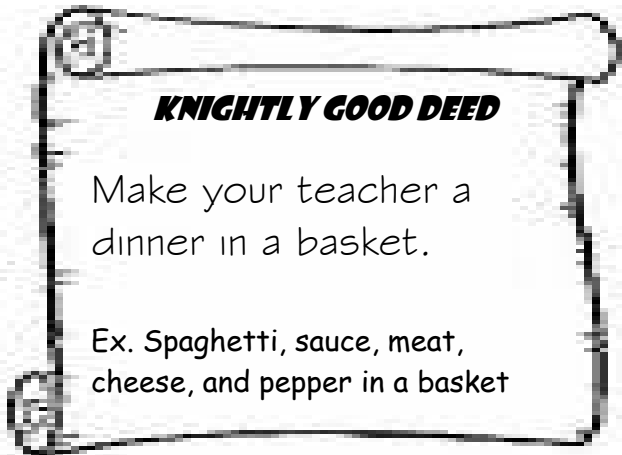 KNIGHTLY GOOD DEED
Make your teacher a
dinner in a basket.
Ex. Spaghetti, sauce, meat,
cheese, and pepper in a basket